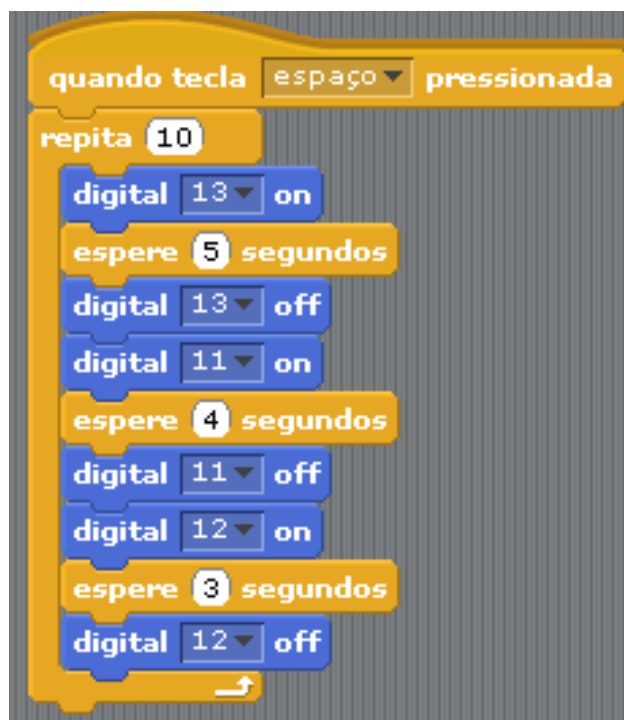 quando tecla espaço pressionada
repita 10
digital 13 on
espere 5 segundos
digital 13 off
digital 11 on
espere 4 segundos
digital 11 off
digital 12 on
espere 3 segundos
digital 12 off